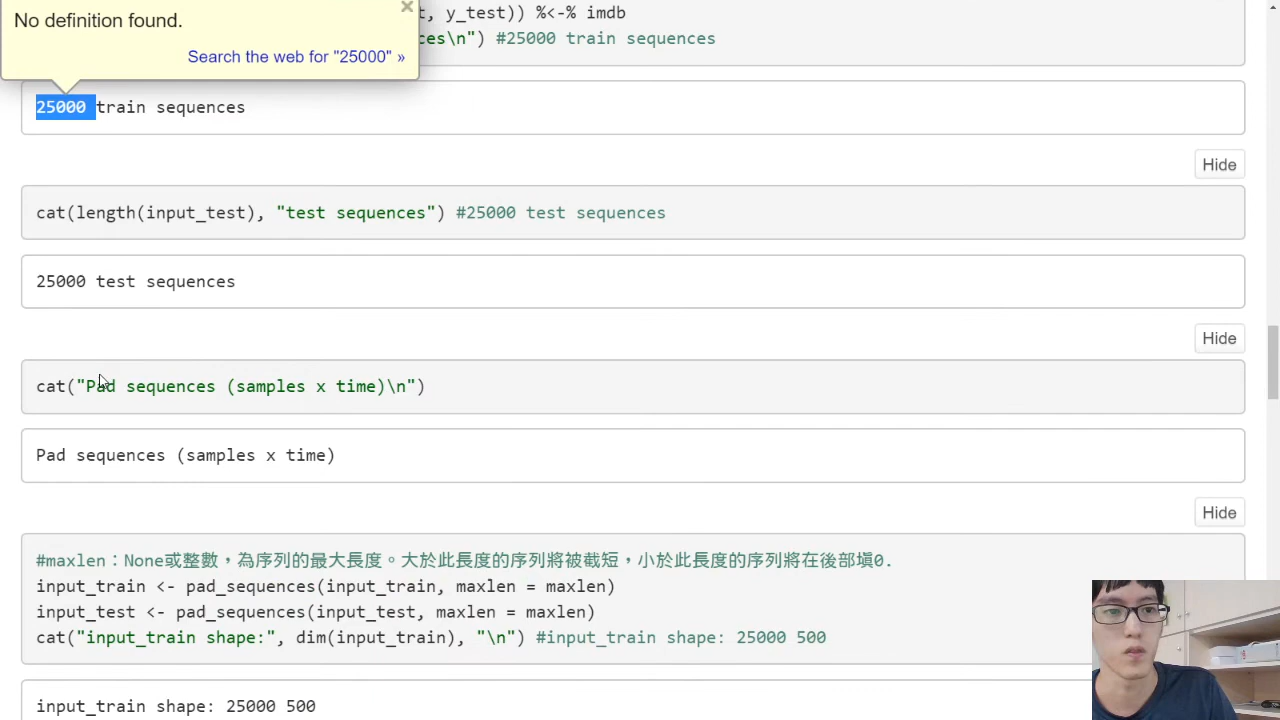 No definition found.
Search the web for "25000" »
t, y_test)) %<-% imdb
ces\n") #25000 train sequences
25000 train sequences
Hide
cat(length(input_test), "test sequences") #25000 test sequences
25000 test sequences
Hide
cat("Pad sequences (samples x time)\n")
Pad sequences (samples x time)
Hide
#maxlen：None或整數，為序列的最大長度。大於此長度的序列將被截短，小於此長度的序列將在後部填0.
input_train <- pad_sequences(input_train, maxlen = maxlen)
input_test <- pad_sequences(input_test, maxlen = maxlen)
cat("input_train shape:", dim(input_train), "\n") #input_train shape: 25000 500
input_train shape: 25000 500